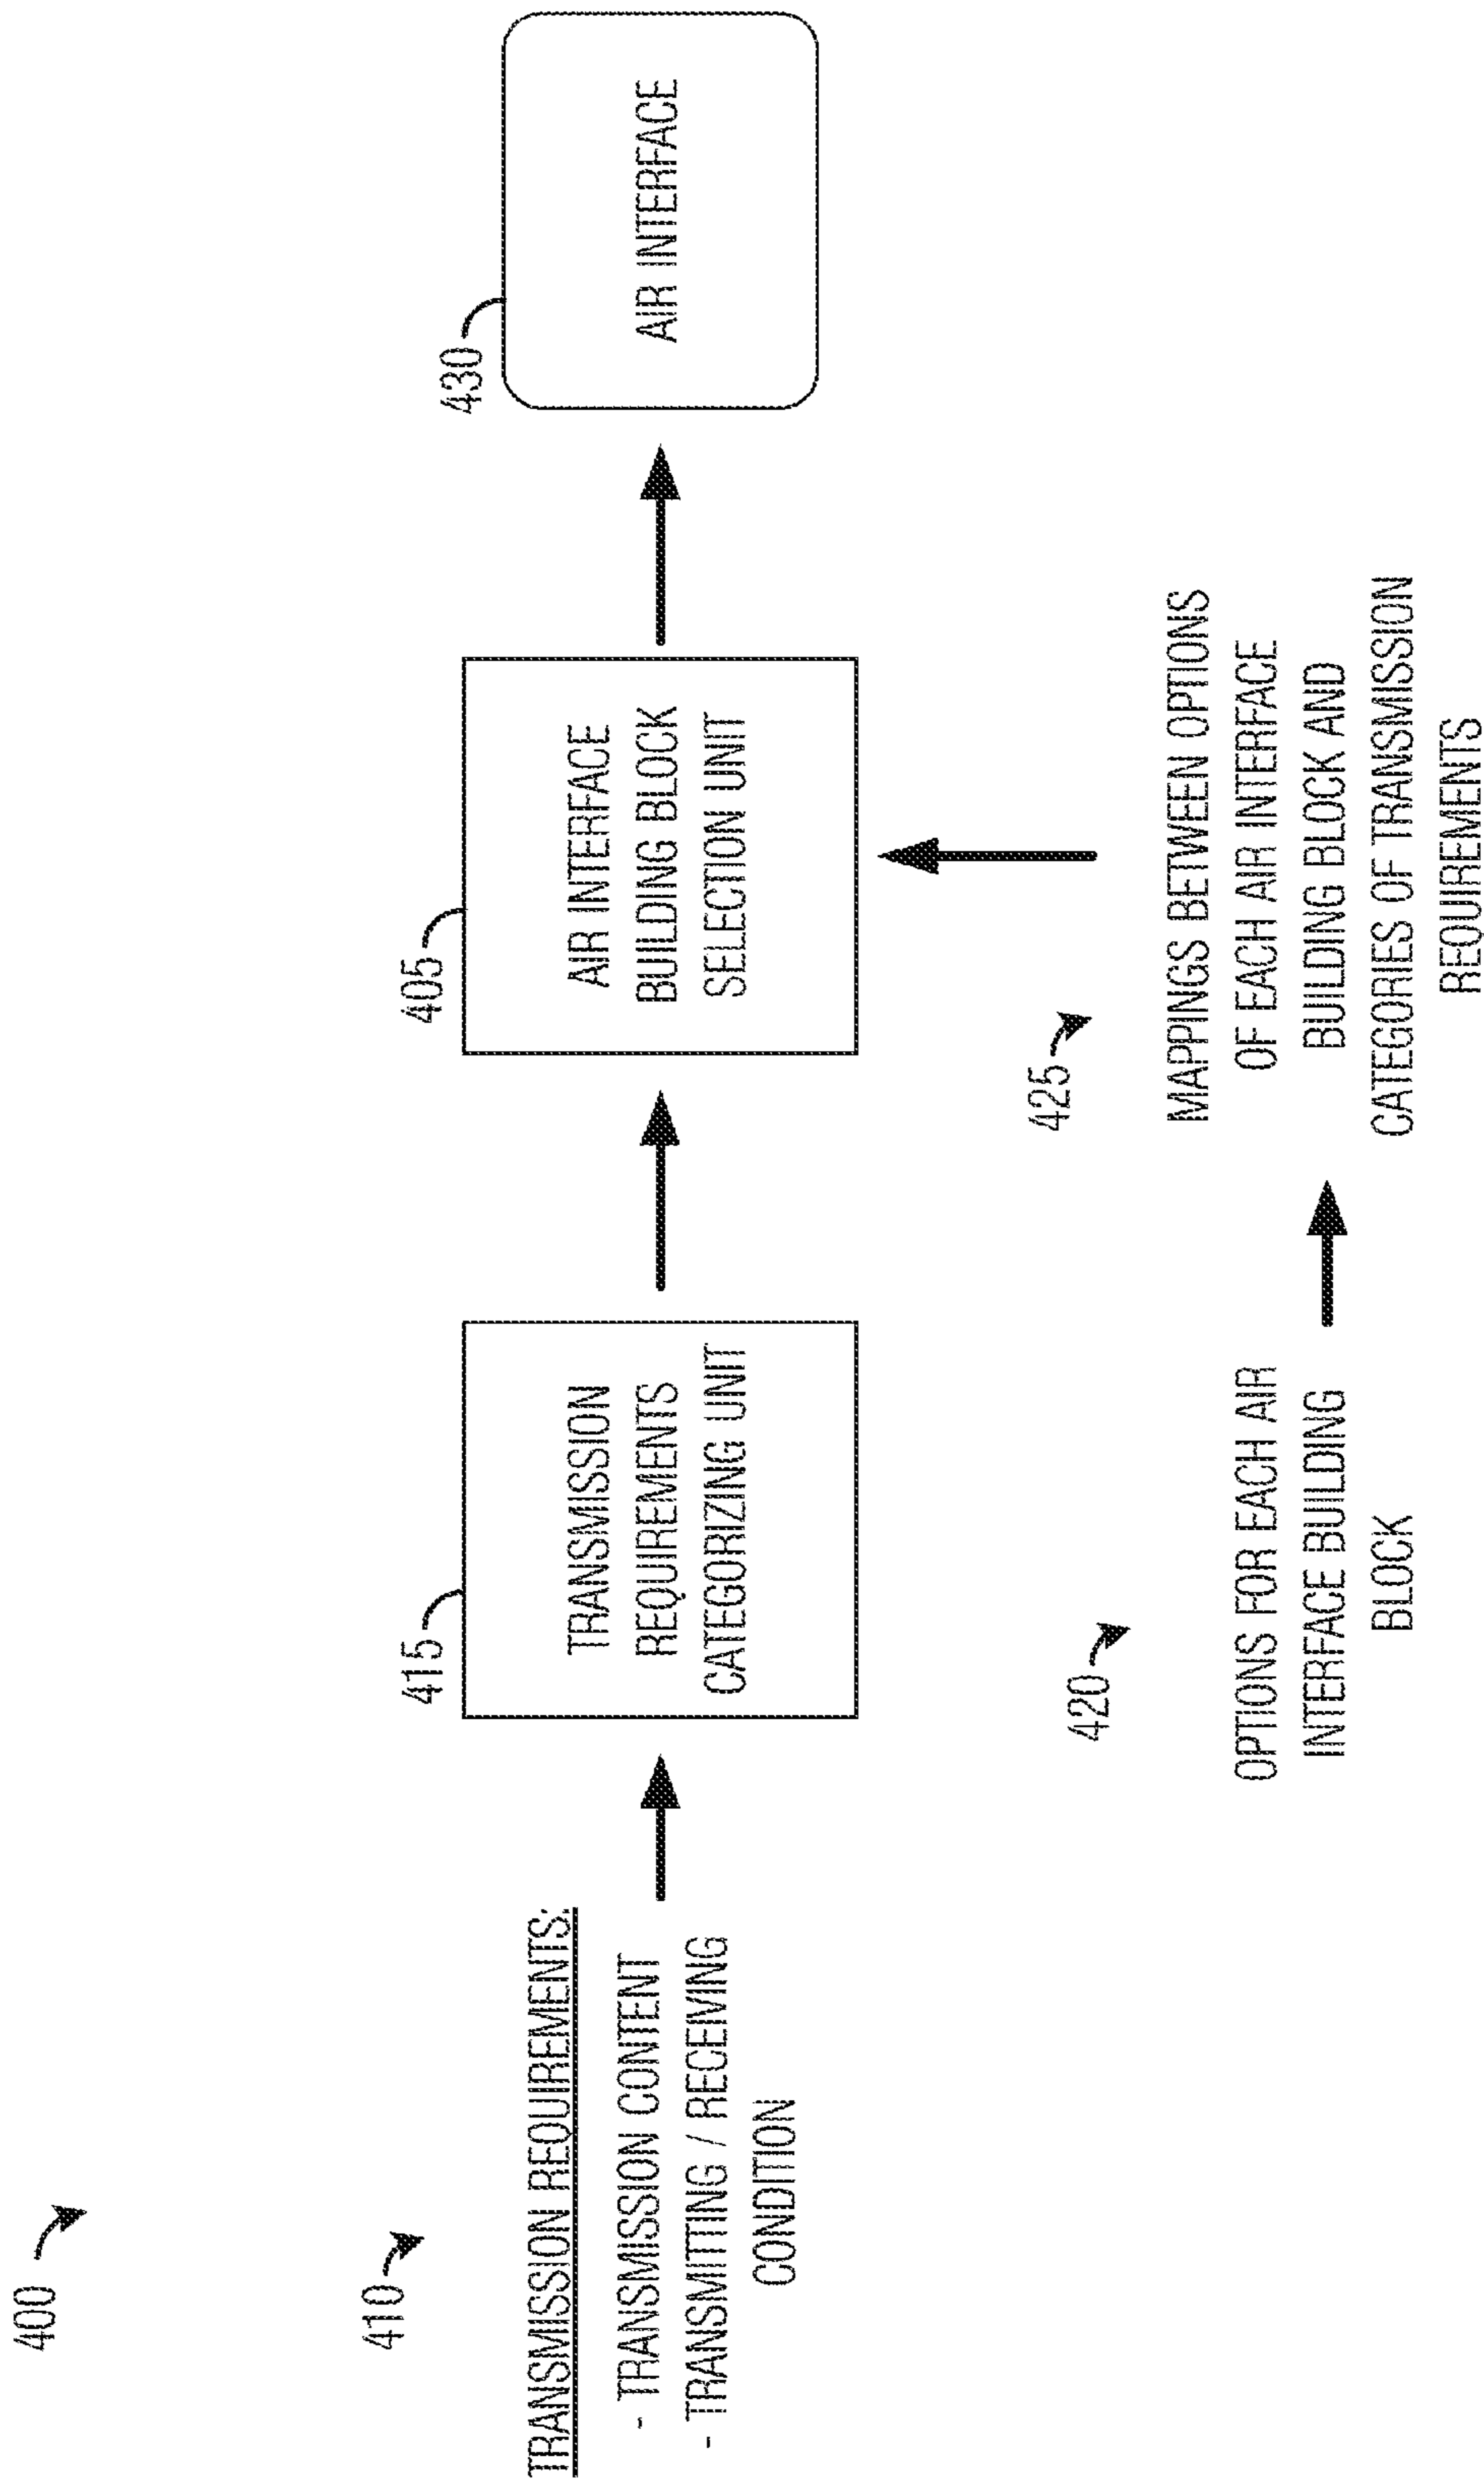 400
410
TRANSMISSION REQUIREMENTS:
- TRANSMISSION CONTENT
- TRANSMITTING / RECEIVING
CONDITION
415
TRANSMISSION
REQUIREMENTS
CATEGORIZING UNIT
405
AIR INTERFACE
BUILDING BLOCK
SELECTION UNIT
430
AIR INTERFACE
420
OPTIONS FOR EACH AIR
INTERFACE BUILDING
BLOCK
425
MAPPINGS BETWEEN OPTIONS
OF EACH AIR INTERFACE
BUILDING BLOCK AND
CATEGORIES OF TRANSMISSION
REQUIREMENTS